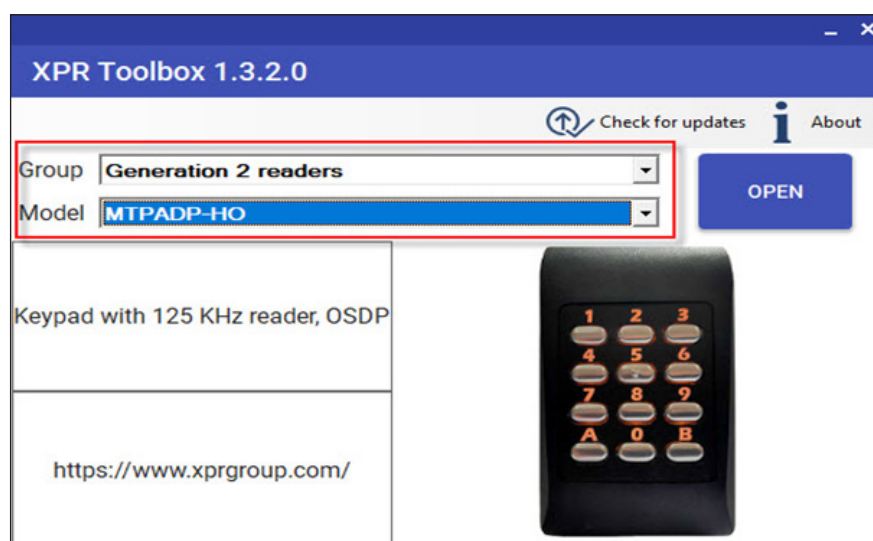 XPR Toolbox 1.3.2.0
Check for updates
About
Group Generation 2 readers
Model MTPADP-HO
OPEN
Keypad with 125 KHz reader, OSDP
https://www.xprgroup.com/
1 2 3
4 5 6
7 8 9
A 0 B